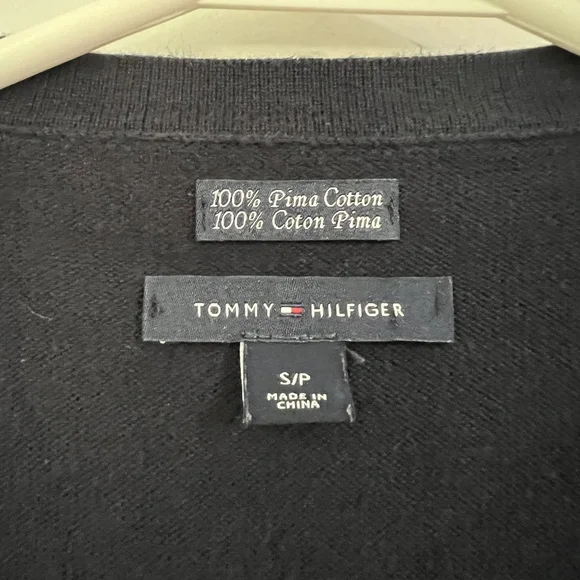 100% Pima Cotton
100% Coton Pima
TOMMY HILFIGER
S/P
MADE IN
CHINA